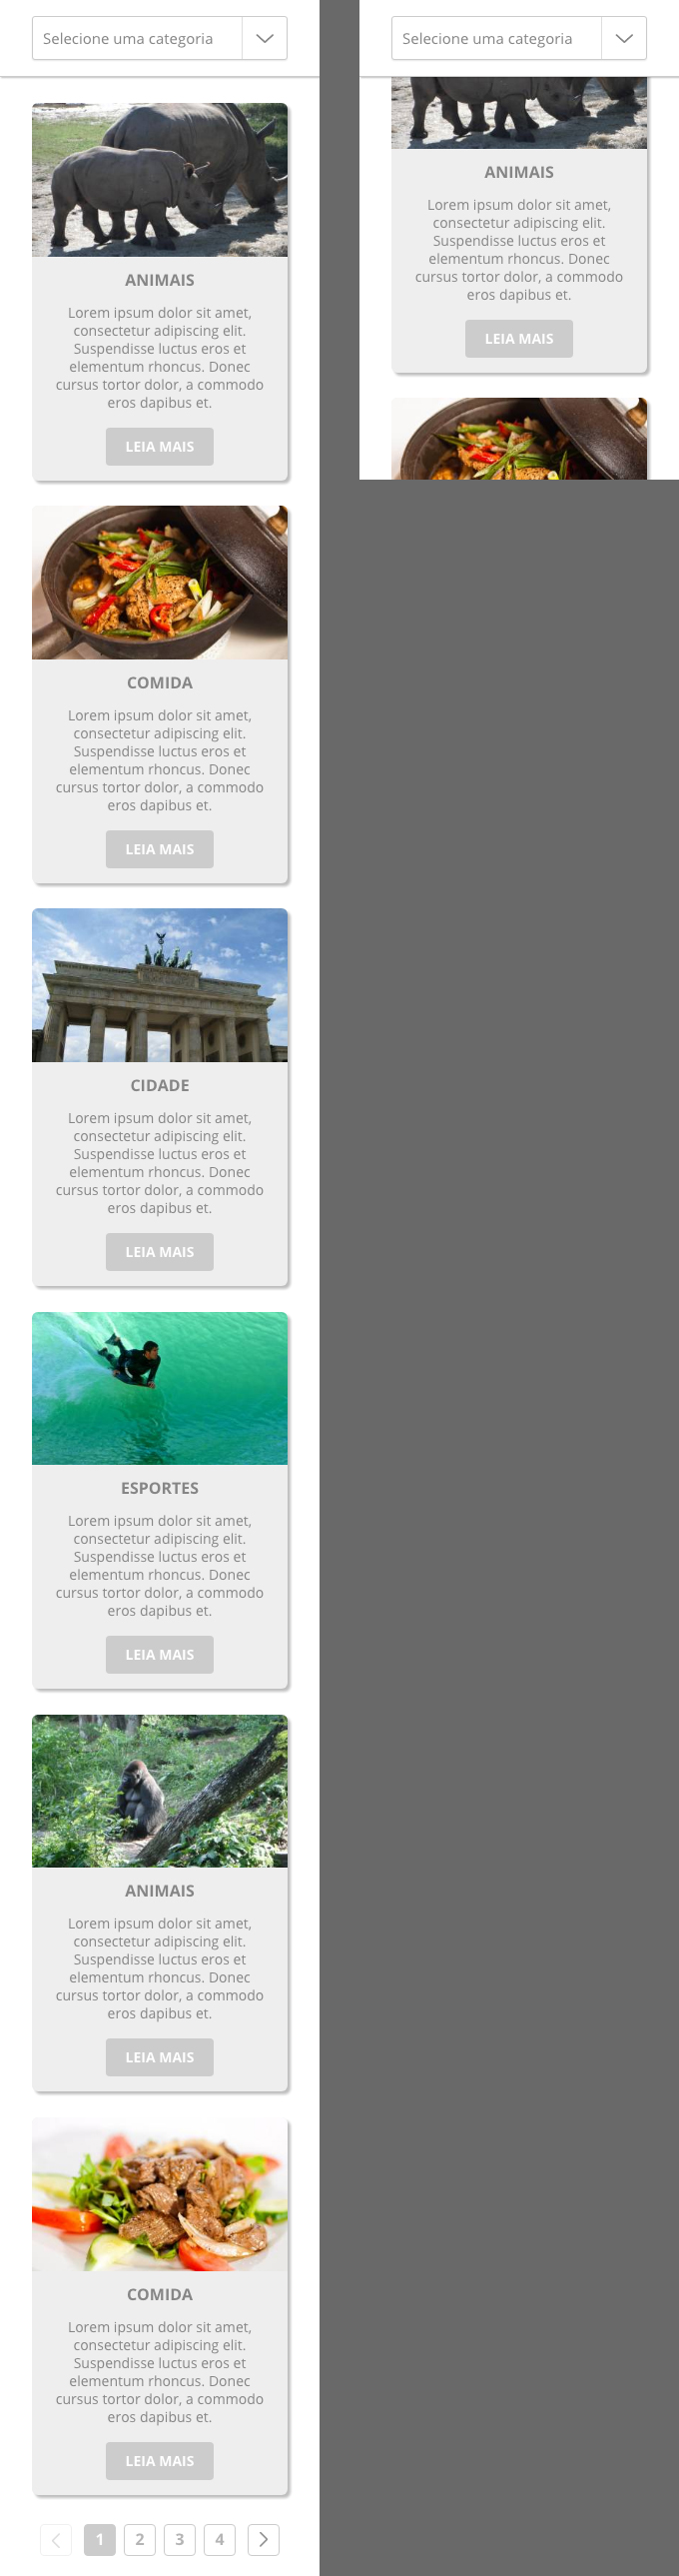 Selecione uma categoria
ANIMAIS
Lorem ipsum dolor sit amet,
consectetur adipiscing elit.
Suspendisse luctus eros et
elementum rhoncus. Donec
cursus tortor dolor, a commodo
eros dapibus et.
LEIA MAIS
COMIDA
Lorem ipsum dolor sit amet,
consectetur adipiscing elit.
Suspendisse luctus eros et
elementum rhoncus. Donec
cursus tortor dolor, a commodo
eros dapibus et.
LEIA MAIS
CIDADE
Lorem ipsum dolor sit amet,
consectetur adipiscing elit.
Suspendisse luctus eros et
elementum rhoncus. Donec
cursus tortor dolor, a commodo
eros dapibus et.
LEIA MAIS
ESPORTES
Lorem ipsum dolor sit amet,
consectetur adipiscing elit.
Suspendisse luctus eros et
elementum rhoncus. Donec
cursus tortor dolor, a commodo
eros dapibus et.
LEIA MAIS
ANIMAIS
Lorem ipsum dolor sit amet,
consectetur adipiscing elit.
Suspendisse luctus eros et
elementum rhoncus. Donec
cursus tortor dolor, a commodo
eros dapibus et.
LEIA MAIS
COMIDA
Lorem ipsum dolor sit amet,
consectetur adipiscing elit.
Suspendisse luctus eros et
elementum rhoncus. Donec
cursus tortor dolor, a commodo
eros dapibus et.
LEIA MAIS
1 2 3 4
Selecione uma categoria
ANIMAIS
Lorem ipsum dolor sit amet,
consectetur adipiscing elit.
Suspendisse luctus eros et
elementum rhoncus. Donec
cursus tortor dolor, a commodo
eros dapibus et.
LEIA MAIS